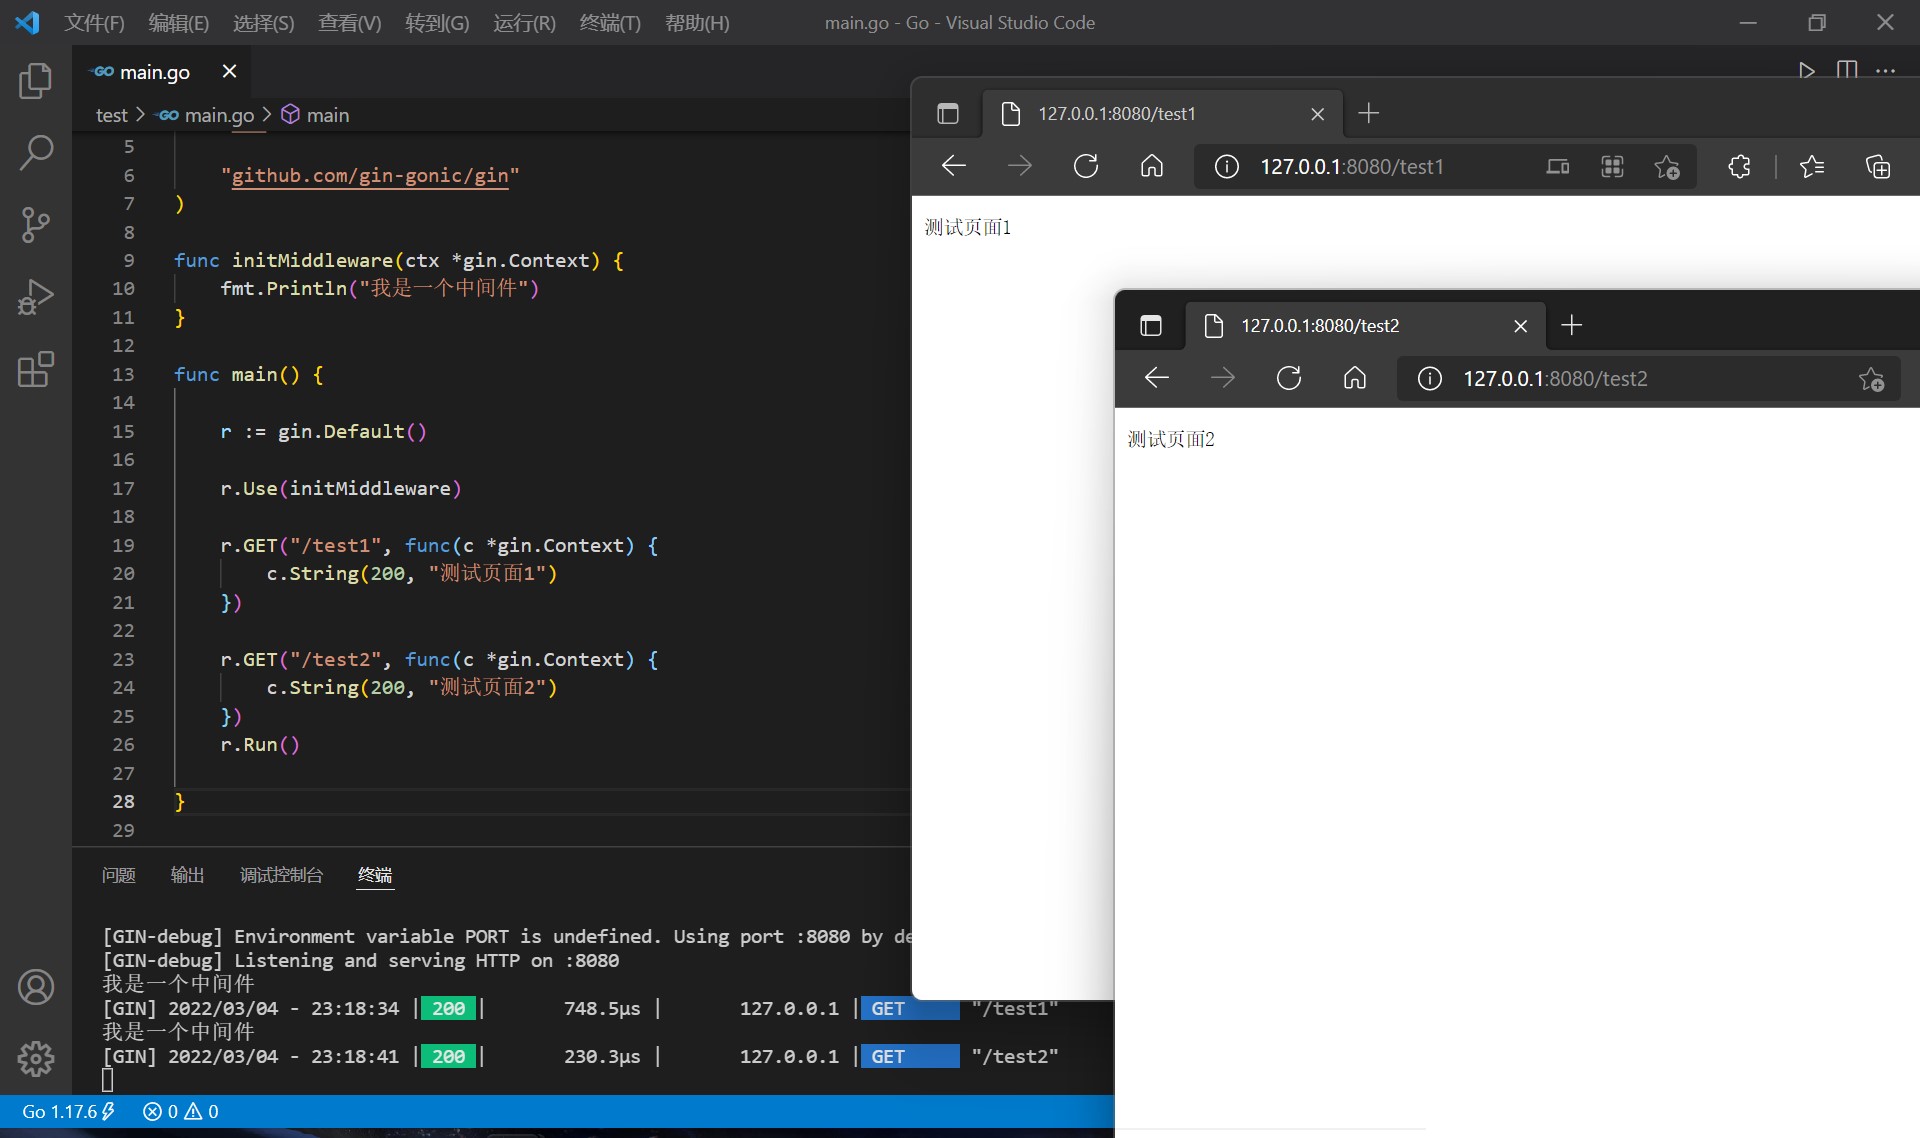 文件(F) 编辑(E) 选择(S) 查看(V) 转到(G) 运行(R) 终端(T) 帮助(H) main.go - Go - Visual Studio Code
GO main.go
test > GO main.go > main
5
6 "github.com/gin-gonic/gin"
7 )
8
9 func initMiddleware(ctx *gin.Context) {
10 fmt.Println("我是一个中间件")
11 }
12
13 func main() {
14
15 r := gin.Default()
16
17 r.Use(initMiddleware)
18
19 r.GET("/test1", func(c *gin.Context) {
20 c.String(200, "测试页面1")
21 })
22
23 r.GET("/test2", func(c *gin.Context) {
24 c.String(200, "测试页面2")
25 })
26 r.Run()
27
28 }
29
问题 输出 调试控制台 终端
[GIN-debug] Environment variable PORT is undefined. Using port :8080 by de
[GIN-debug] Listening and serving HTTP on :8080
我是一个中间件
[GIN] 2022/03/04 - 23:18:34 | 200 | 748.5µs | 127.0.0.1 | GET "/test1"
我是一个中间件
[GIN] 2022/03/04 - 23:18:41 | 200 | 230.3µs | 127.0.0.1 | GET "/test2"
Go 1.17.6 0 0
127.0.0.1:8080/test1
127.0.0.1:8080/test1
测试页面1
127.0.0.1:8080/test2
127.0.0.1:8080/test2
测试页面2